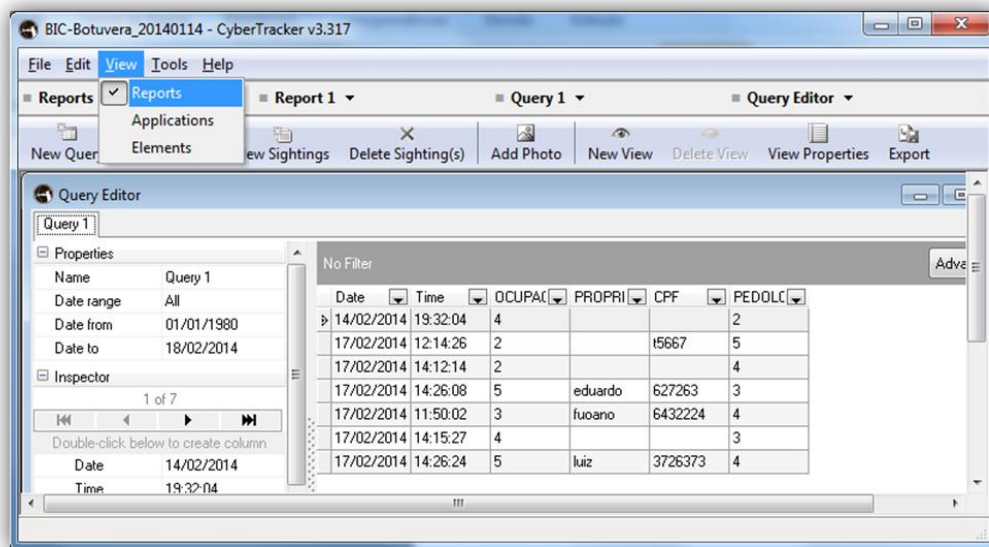 BIC-Botuvera_20140114 - CyberTracker v3.317
File Edit View Tools Help
Reports Report 1 Query 1 Query Editor
Reports
Applications
Elements
New Quer ew Sightings Delete Sighting(s) Add Photo New View Delete View View Properties Export
Query Editor
Query 1
Properties
Name Query 1
Date range All
Date from 01/01/1980
Date to 18/02/2014
Inspector
1 of 7
Double-click below to create column
Date 14/02/2014
Time 19:32:04
No Filter Adva
Date Time OCUPAC PROPRI CPF PEDOLC
14/02/2014 19:32:04 4 2
17/02/2014 12:14:26 2 t5667 5
17/02/2014 14:12:14 2 4
17/02/2014 14:26:08 5 eduardo 627263 3
17/02/2014 11:50:02 3 fuoano 6432224 4
17/02/2014 14:15:27 4 3
17/02/2014 14:26:24 5 luiz 3726373 4